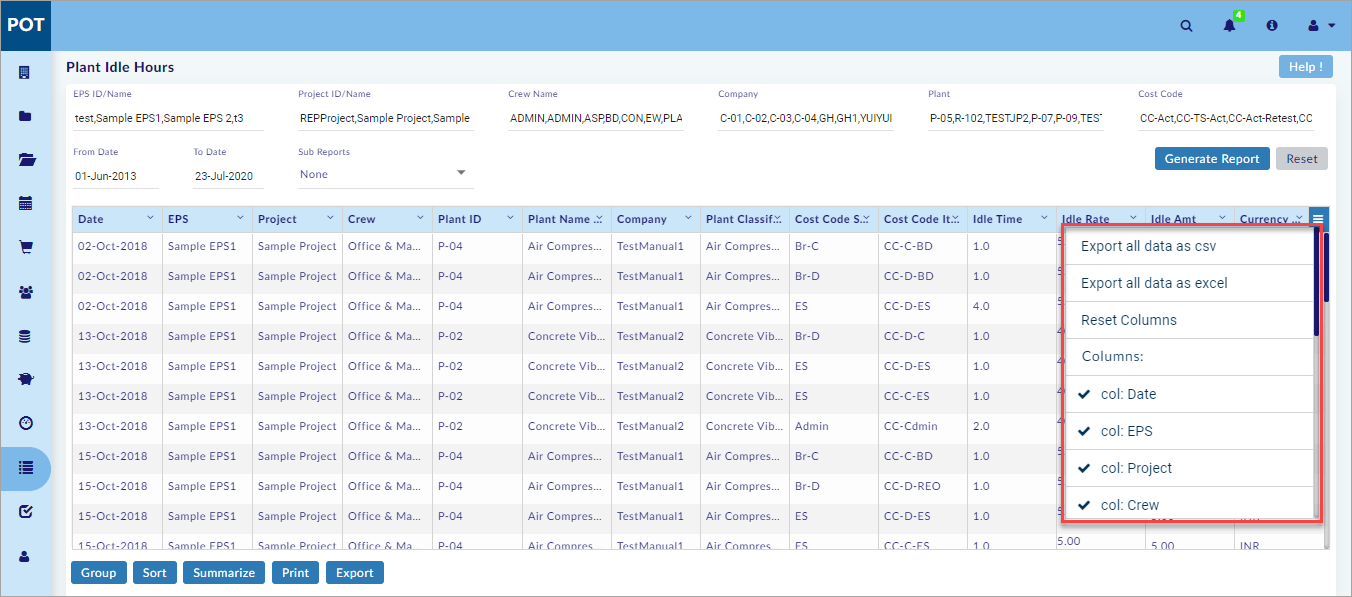 POT
4
Plant Idle Hours
Help !
EPS ID/Name Project ID/Name Crew Name Company Plant Cost Code
test,Sample EPS1,Sample EPS 2,t3 REPProject,Sample Project,Sample ADMIN,ADMIN,ASP,BD,CON,EW,PLA C-01,C-02,C-03,C-04,GH,GH1,YUIYUI P-05,R-102,TESTJP2,P-07,P-09,TES CC-Act,CC-TS-Act,CC-Act-Retest,CC
From Date To Date Sub Reports
01-Jun-2013 23-Jul-2020 None Generate Report Reset
Date EPS Project Crew Plant ID Plant Name .. Company Plant Classif.. Cost Code S.. Cost Code It.. Idle Time Idle Rate Idle Amt Currency ..
02-Oct-2018 Sample EPS1 Sample Project Office & Ma... P-04 Air Compres... TestManual1 Air Compres... Br-C CC-C-BD 1.0
Export all data as csv
02-Oct-2018 Sample EPS1 Sample Project Office & Ma... P-04 Air Compres... TestManual1 Air Compres... Br-D CC-D-BD 1.0
Export all data as excel
02-Oct-2018 Sample EPS1 Sample Project Office & Ma... P-04 Air Compres... TestManual1 Air Compres... ES CC-D-ES 4.0
Reset Columns
13-Oct-2018 Sample EPS1 Sample Project Office & Ma... P-02 Concrete Vib... TestManual2 Concrete Vib... Br-D CC-D-C 1.0
Columns:
13-Oct-2018 Sample EPS1 Sample Project Office & Ma... P-02 Concrete Vib... TestManual2 Concrete Vib... ES CC-D-ES 1.0
col: Date
13-Oct-2018 Sample EPS1 Sample Project Office & Ma... P-02 Concrete Vib... TestManual2 Concrete Vib... ES CC-C-ES 1.0
col: EPS
13-Oct-2018 Sample EPS1 Sample Project Office & Ma... P-02 Concrete Vib... TestManual2 Concrete Vib... Admin CC-Cdmin 2.0
15-Oct-2018 Sample EPS1 Sample Project Office & Ma... P-04 Air Compres... TestManual1 Air Compres... Br-C CC-C-BD 1.0
col: Project
15-Oct-2018 Sample EPS1 Sample Project Office & Ma... P-04 Air Compres... TestManual1 Air Compres... Br-D CC-D-REO 1.0
col: Crew
15-Oct-2018 Sample EPS1 Sample Project Office & Ma... P-04 Air Compres... TestManual1 Air Compres... ES CC-D-ES 1.0
15-Oct-2018 Sample EPS1 Sample Project Office & Ma... P-04 Air Compres... TestManual1 Air Compres... ES CC-C-ES 1.0 5.00 5.00 INR
Group Sort Summarize Print Export